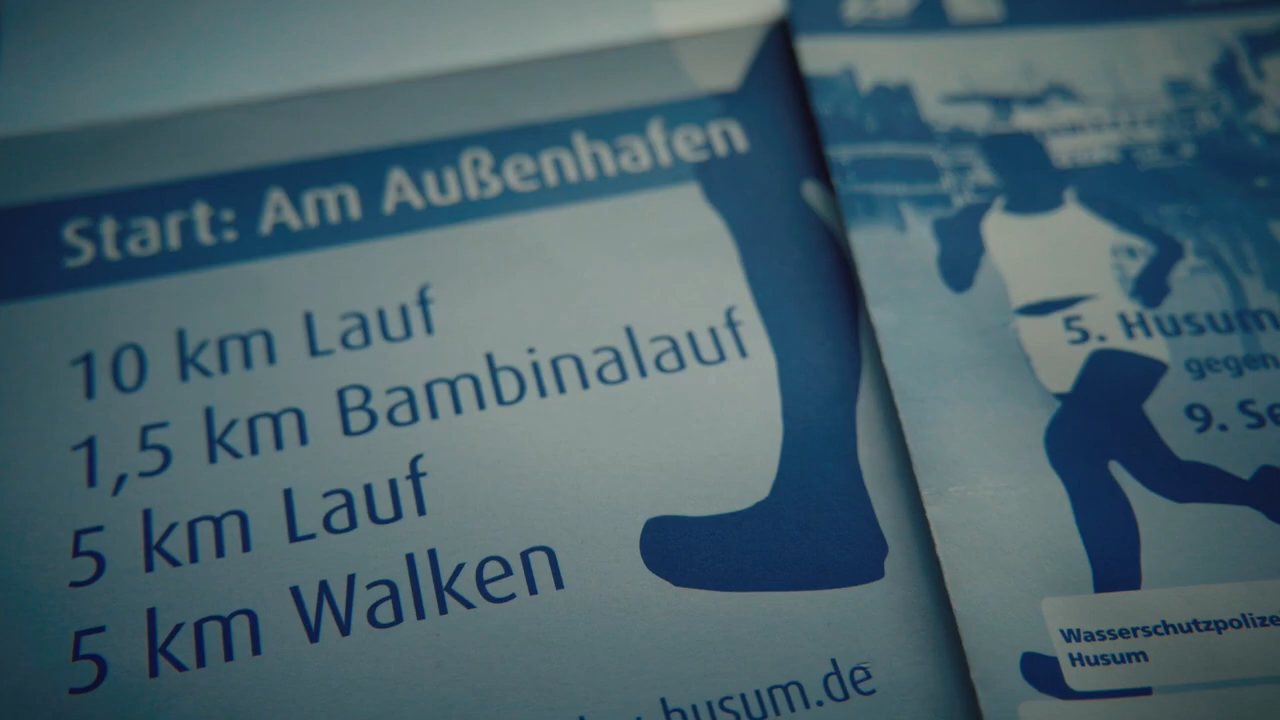 Start: Am Außenhafen
10 km Lauf
1,5 km Bambinalauf
5 km Lauf
5 km Walken
husum.de
5. Husum
gegen
9. Se
Wasserschutzpolize
Husum